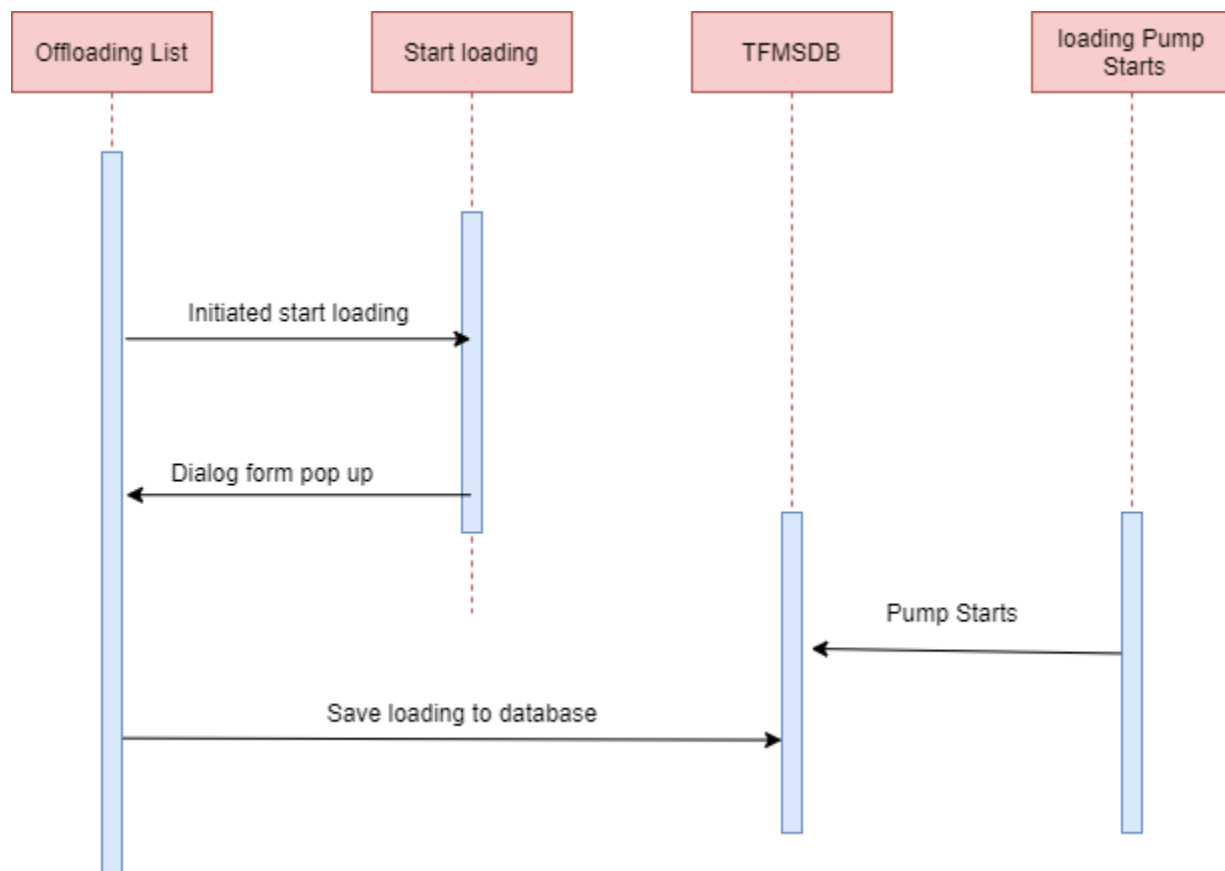 Offloading List
Start loading
TFMSDB
loading Pump
Starts
Initiated start loading
Dialog form pop up
Pump Starts
Save loading to database